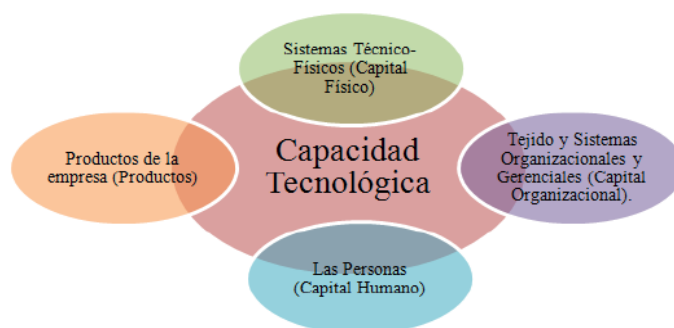 Sistemas Técnico-
Físicos (Capital
Físico)
Productos de la
empresa (Productos)
Capacidad
Tecnológica
Tejido y Sistemas
Organizacionales y
Gerenciales (Capital
Organizacional).
Las Personas
(Capital Humano)